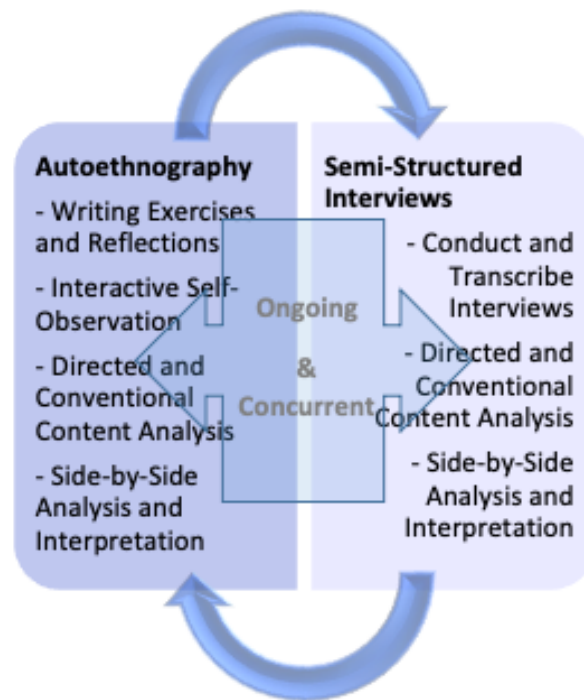 Autoethnography
- Writing Exercises
and Reflections
- Interactive Self-
Observation
- Directed and
Conventional
Content Analysis
- Side-by-Side
Analysis and
Interpretation
Ongoing
&
Concurrent
Semi-Structured
Interviews
- Conduct and
Transcribe
Interviews
- Directed and
Conventional
Content Analysis
- Side-by-Side
Analysis and
Interpretation